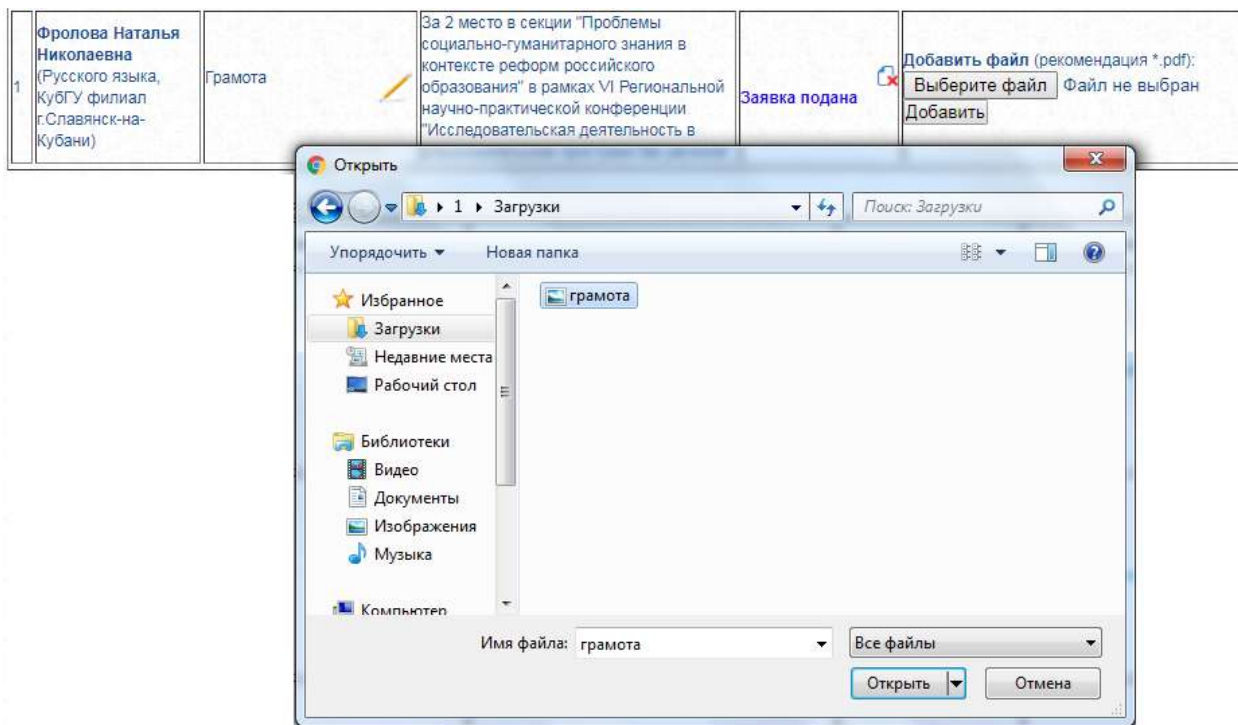 1
Фролова Наталья
Николаевна
(Русского языка,
КубГУ филиал
г.Славянск-на-
Кубани)
Грамота
За 2 место в секции "Проблемы
социально-гуманитарного знания в
контексте реформ российского
образования" в рамках VI Региональной
научно-практической конференции
"Исследовательская деятельность в
Заявка подана
Добавить файл (рекомендация *.pdf):
Выберите файл Файл не выбран
Добавить
Открыть
1 Загрузки
Поиск: Загрузки
Упорядочить Новая папка
Избранное
Загрузки
Недавние места
Рабочий стол
Библиотеки
Видео
Документы
Изображения
Музыка
Компьютер
грамота
Имя файла: грамота
Все файлы
Открыть Отмена